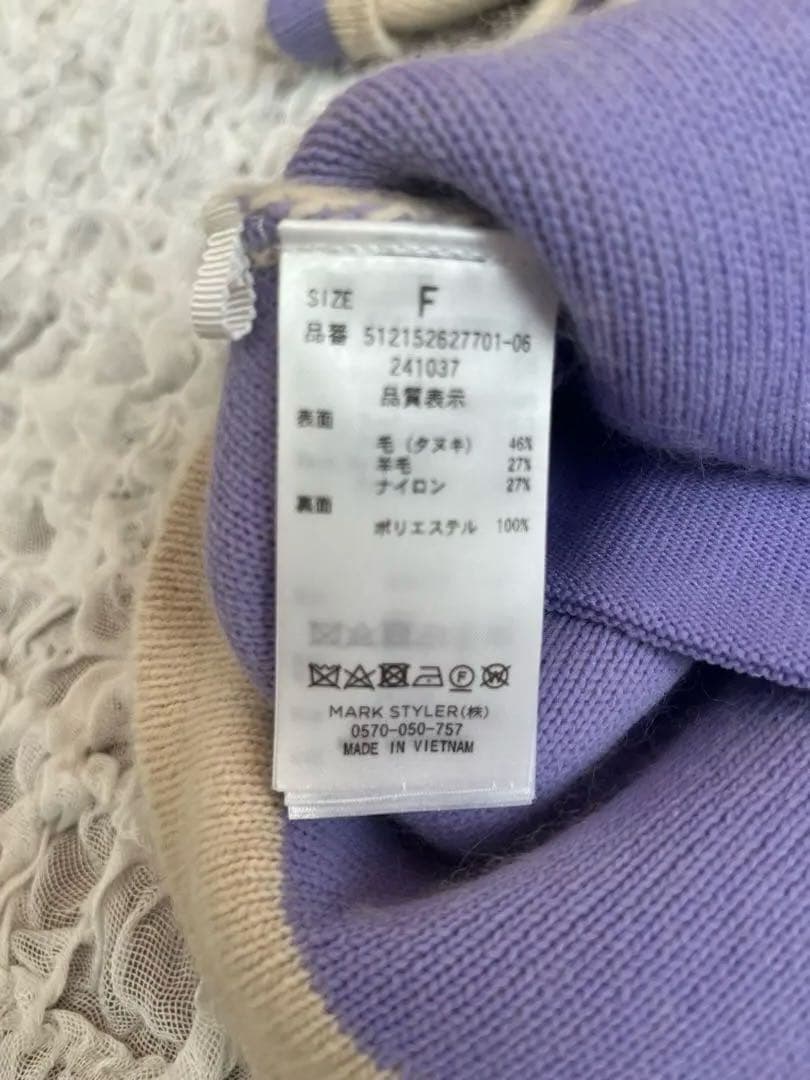 SIZE F
品番 512152627701-06
241037
品質表示
表面
毛 (タヌキ) 46%
羊毛 27%
ナイロン 27%
裏面
ポリエステル 100%
F W
MARK STYLER(株)
0570-050-757
MADE IN VIETNAM